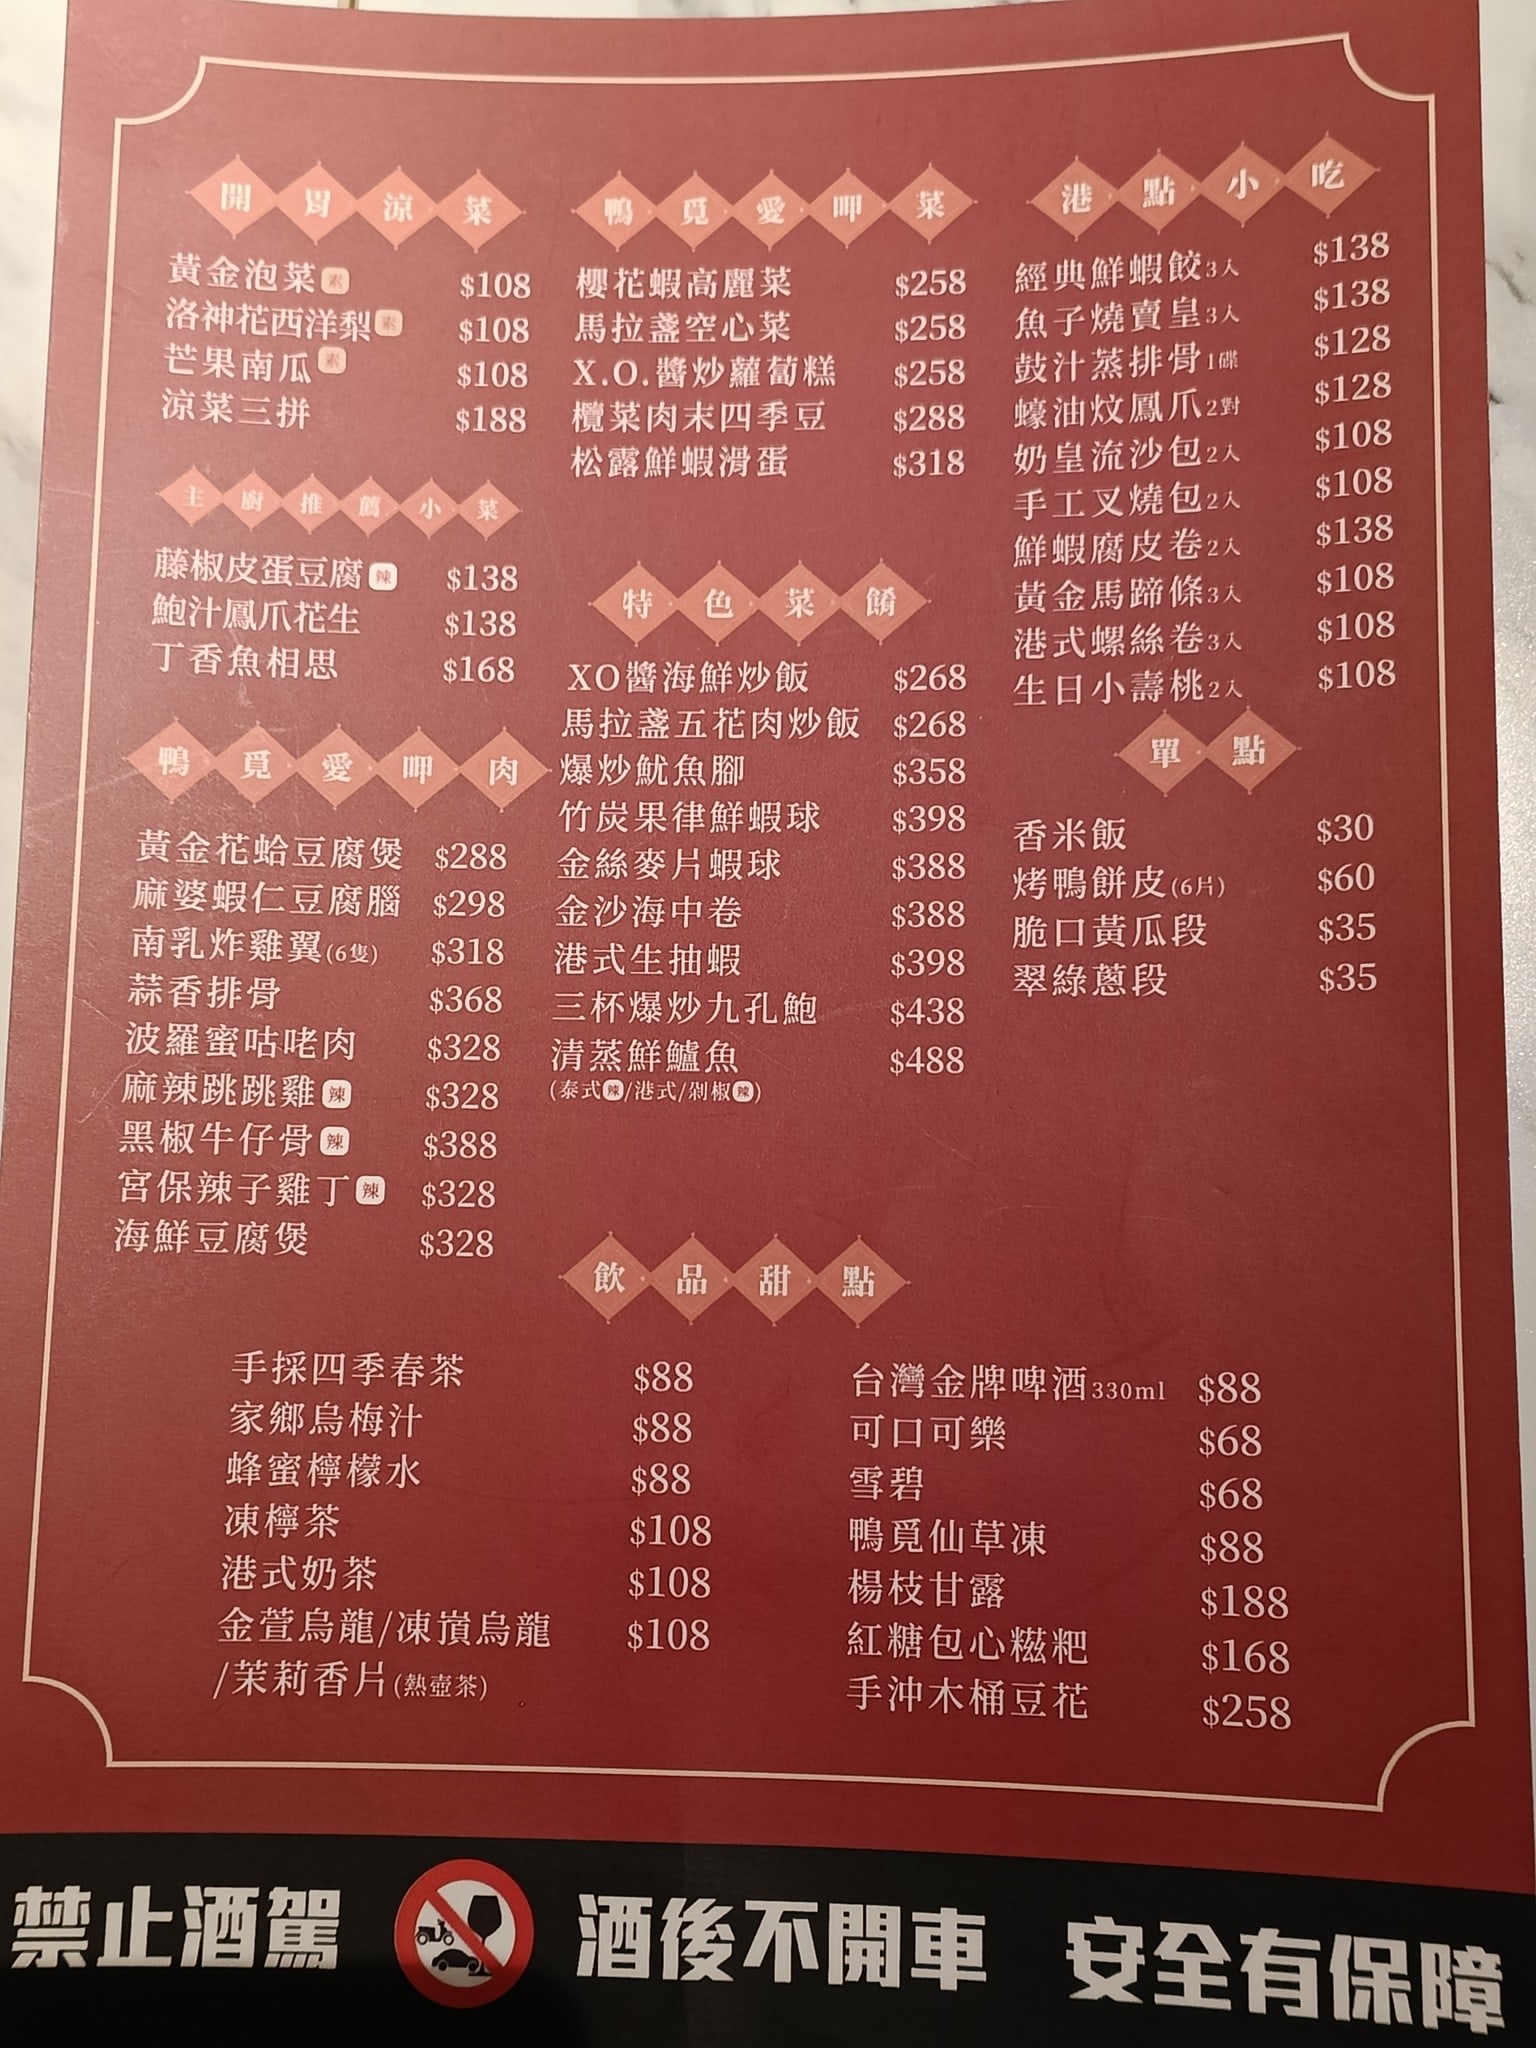 開胃涼菜
黃金泡菜 素 $108
洛神花西洋梨 素 $108
芒果南瓜 素 $108
涼菜三拼 $188
主廚推薦小菜
藤椒皮蛋豆腐 辣 $138
鮑汁鳳爪花生 $138
丁香魚相思 $168
鴨覓愛呷肉
黃金花蛤豆腐煲 $288
麻婆蝦仁豆腐腦 $298
南乳炸雞翼(6隻) $318
蒜香排骨 $368
波羅蜜咕咾肉 $328
麻辣跳跳雞 辣 $328
黑椒牛仔骨 辣 $388
宮保辣子雞丁 辣 $328
海鮮豆腐煲 $328
鴨覓愛呷菜
櫻花蝦高麗菜 $258
馬拉盞空心菜 $258
X.O.醬炒蘿蔔糕 $258
欖菜肉末四季豆 $288
松露鮮蝦滑蛋 $318
特色菜餚
XO醬海鮮炒飯 $268
馬拉盞五花肉炒飯 $268
爆炒魷魚腳 $358
竹炭果律鮮蝦球 $398
金絲麥片蝦球 $388
金沙海中卷 $388
港式生抽蝦 $398
三杯爆炒九孔鮑 $438
清蒸鮮鱸魚 $488
(泰式辣/港式/剁椒辣)
港點小吃
經典鮮蝦餃3入 $138
魚子燒賣皇3入 $138
鼓汁蒸排骨1碟 $128
蠔油炆鳳爪2對 $128
奶皇流沙包2入 $108
手工叉燒包2入 $108
鮮蝦腐皮卷2入 $138
黃金馬蹄條3入 $108
港式螺絲卷3入 $108
生日小壽桃2入 $108
單點
香米飯 $30
烤鴨餅皮(6片) $60
脆口黃瓜段 $35
翠綠蔥段 $35
飲品甜點
手採四季春茶 $88
家鄉烏梅汁 $88
蜂蜜檸檬水 $88
凍檸茶 $108
港式奶茶 $108
金萱烏龍/凍頂烏龍 $108
/茉莉香片(熱壺茶)
台灣金牌啤酒330ml $88
可口可樂 $68
雪碧 $68
鴨覓仙草凍 $88
楊枝甘露 $188
紅糖包心糍粑 $168
手沖木桶豆花 $258
禁止酒駕 酒後不開車 安全有保障